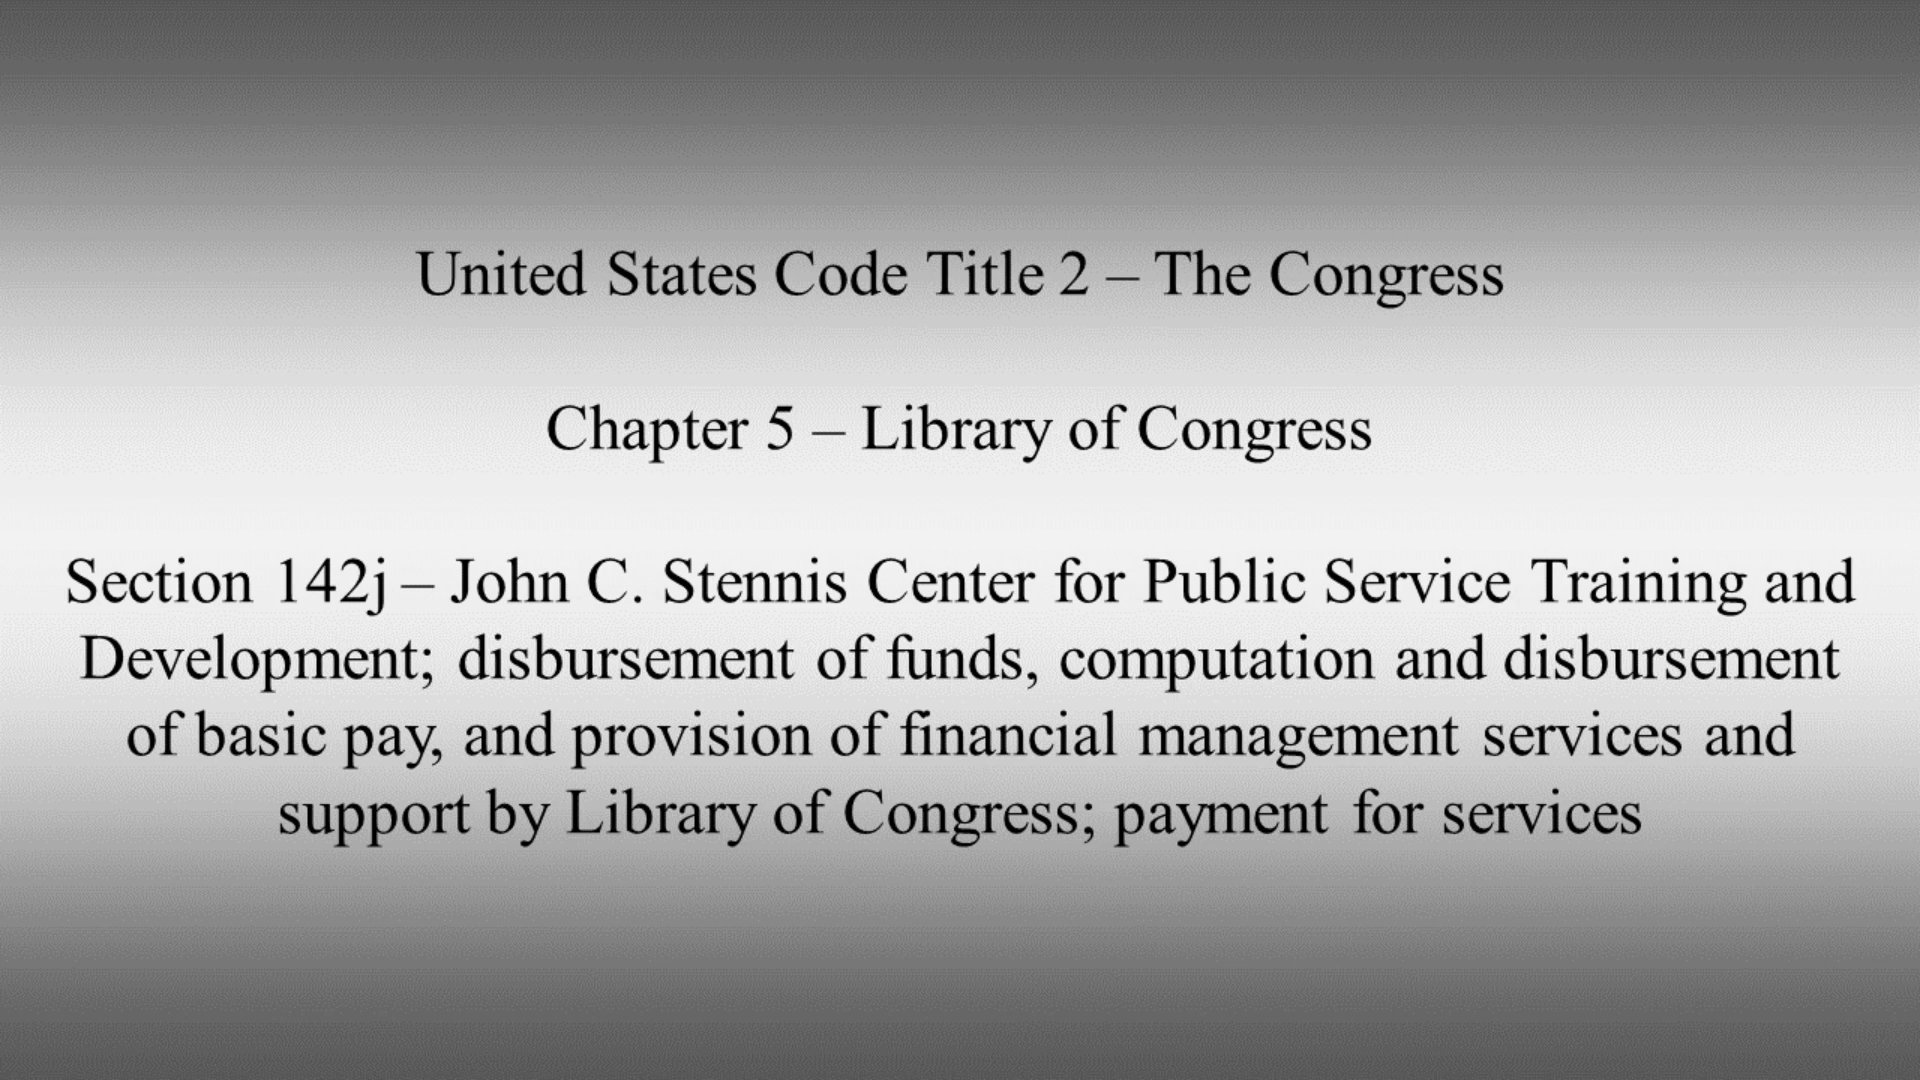 United States Code Title 2 – The Congress
Chapter 5 – Library of Congress
Section 142j – John C. Stennis Center for Public Service Training and
Development; disbursement of funds, computation and disbursement
of basic pay, and provision of financial management services and
support by Library of Congress; payment for services